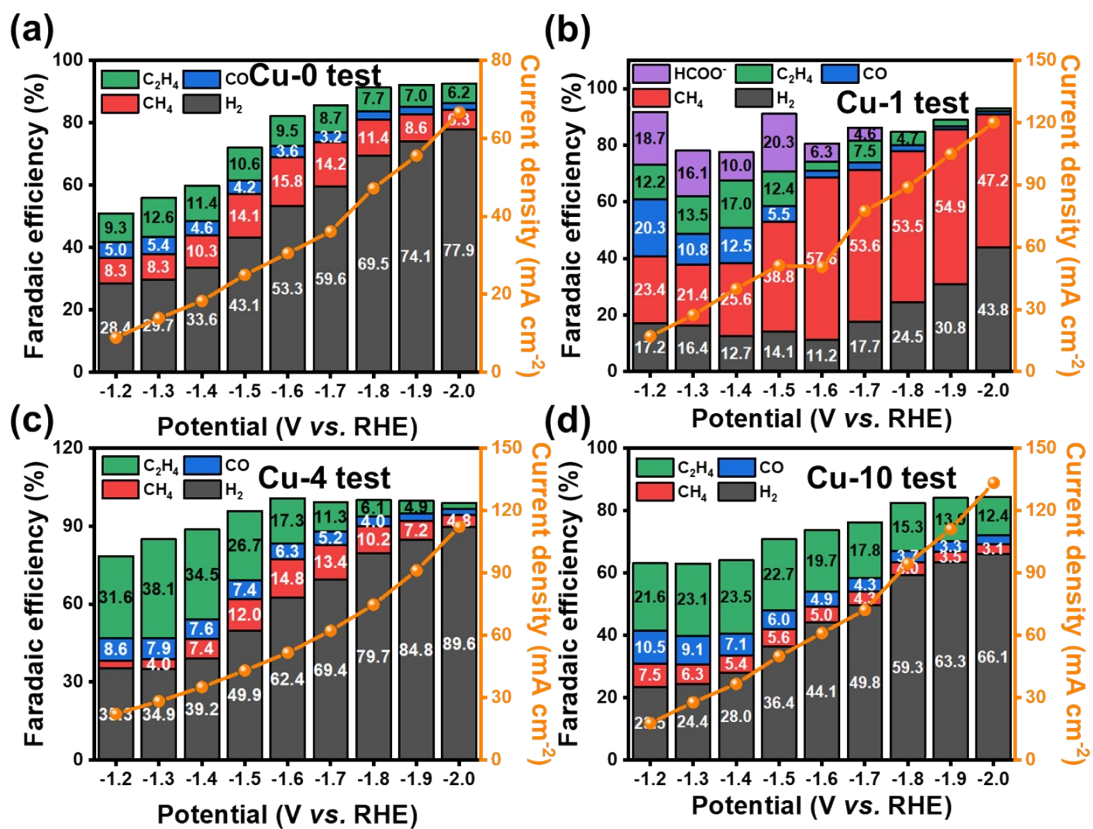 (a)
Cu-0 test
C2H4
CO
CH4
H2
Faradaic efficiency (%)
100
80
60
40
20
0
9.3 12.6 11.4 10.6 9.5 8.7 7.7 7.0 6.2
5.0 5.4 4.6 4.2 3.6 3.2
8.3 8.3 10.3 14.1 15.8 14.2 11.4 8.6
28.4 29.7 33.6 43.1 53.3 59.6 69.5 74.1 77.9
-1.2 -1.3 -1.4 -1.5 -1.6 -1.7 -1.8 -1.9 -2.0
Potential (V vs. RHE)
80
60
40
20
0
Current density (mA cm-2)
(b)
Cu-1 test
HCOO-
C2H4
CO
CH4
H2
Faradaic efficiency (%)
100
80
60
40
20
0
18.7 16.1 10.0 20.3 6.3 4.6
12.2 13.5 17.0 12.4 7.5 4.7
20.3 10.8 12.5 5.5
23.4 21.4 25.6 38.8 53.6 53.5 54.9 47.2
17.2 16.4 12.7 14.1 11.2 17.7 24.5 30.8 43.8
-1.2 -1.3 -1.4 -1.5 -1.6 -1.7 -1.8 -1.9 -2.0
Potential (V vs. RHE)
150
120
90
60
30
0
Current density (mA cm-2)
(c)
Cu-4 test
C2H4
CO
CH4
H2
Faradaic efficiency (%)
120
90
60
30
0
31.6 38.1 34.5 26.7 17.3 11.3 6.1 4.9
8.6 7.9 7.6 7.4 6.3 5.2 4.0
4.0 7.4 12.0 14.8 13.4 10.2 7.2 4.8
34.9 39.2 49.9 62.4 69.4 79.7 84.8 89.6
-1.2 -1.3 -1.4 -1.5 -1.6 -1.7 -1.8 -1.9 -2.0
Potential (V vs. RHE)
150
120
90
60
30
0
Current density (mA cm-2)
(d)
Cu-10 test
C2H4
CO
CH4
H2
Faradaic efficiency (%)
100
80
60
40
20
0
21.6 23.1 23.5 22.7 19.7 17.8 15.3 12.4
10.5 9.1 7.1 6.0 4.9 4.3 3.7 3.3
7.5 6.3 5.4 5.6 5.0 4.3 4.0 3.5 3.1
24.4 28.0 36.4 44.1 49.8 59.3 63.3 66.1
-1.2 -1.3 -1.4 -1.5 -1.6 -1.7 -1.8 -1.9 -2.0
Potential (V vs. RHE)
150
120
90
60
30
0
Current density (mA cm-2)